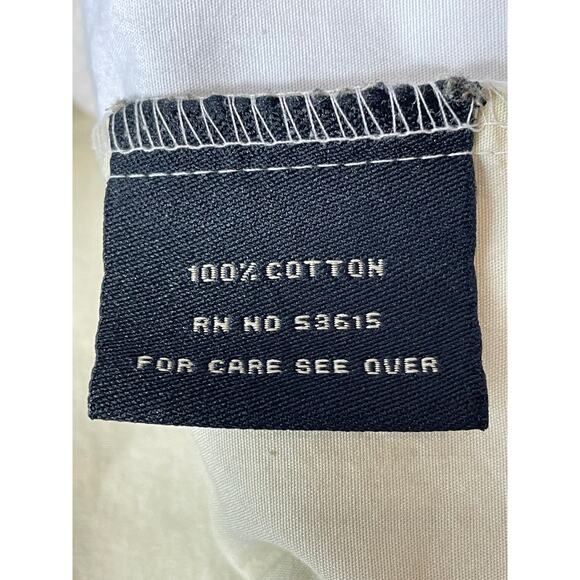 100% COTTON
RN NO 53615
FOR CARE SEE OVER